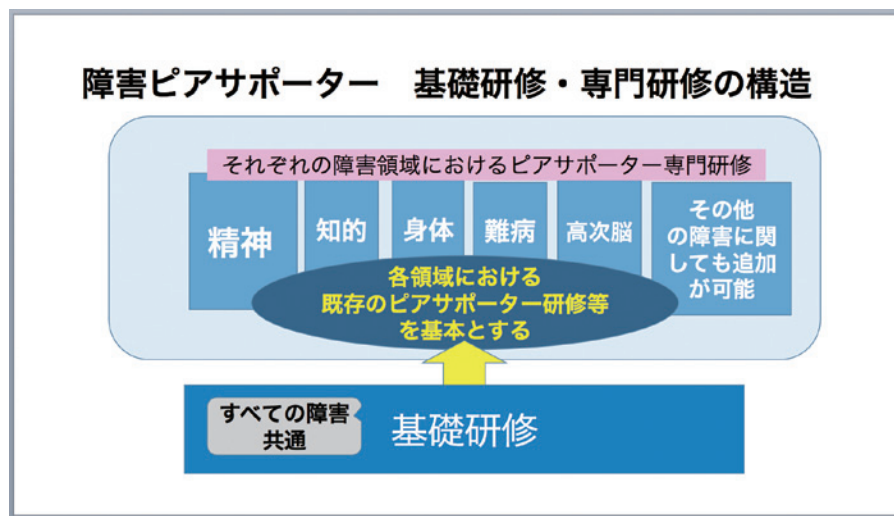 障害ピアサポーター　基礎研修・専門研修の構造
それぞれの障害領域におけるピアサポーター専門研修
精神
知的
身体
難病
高次脳
その他
の障害に関
しても追加
が可能
各領域における
既存のピアサポーター研修等
を基本とする
すべての障害
共通
基礎研修